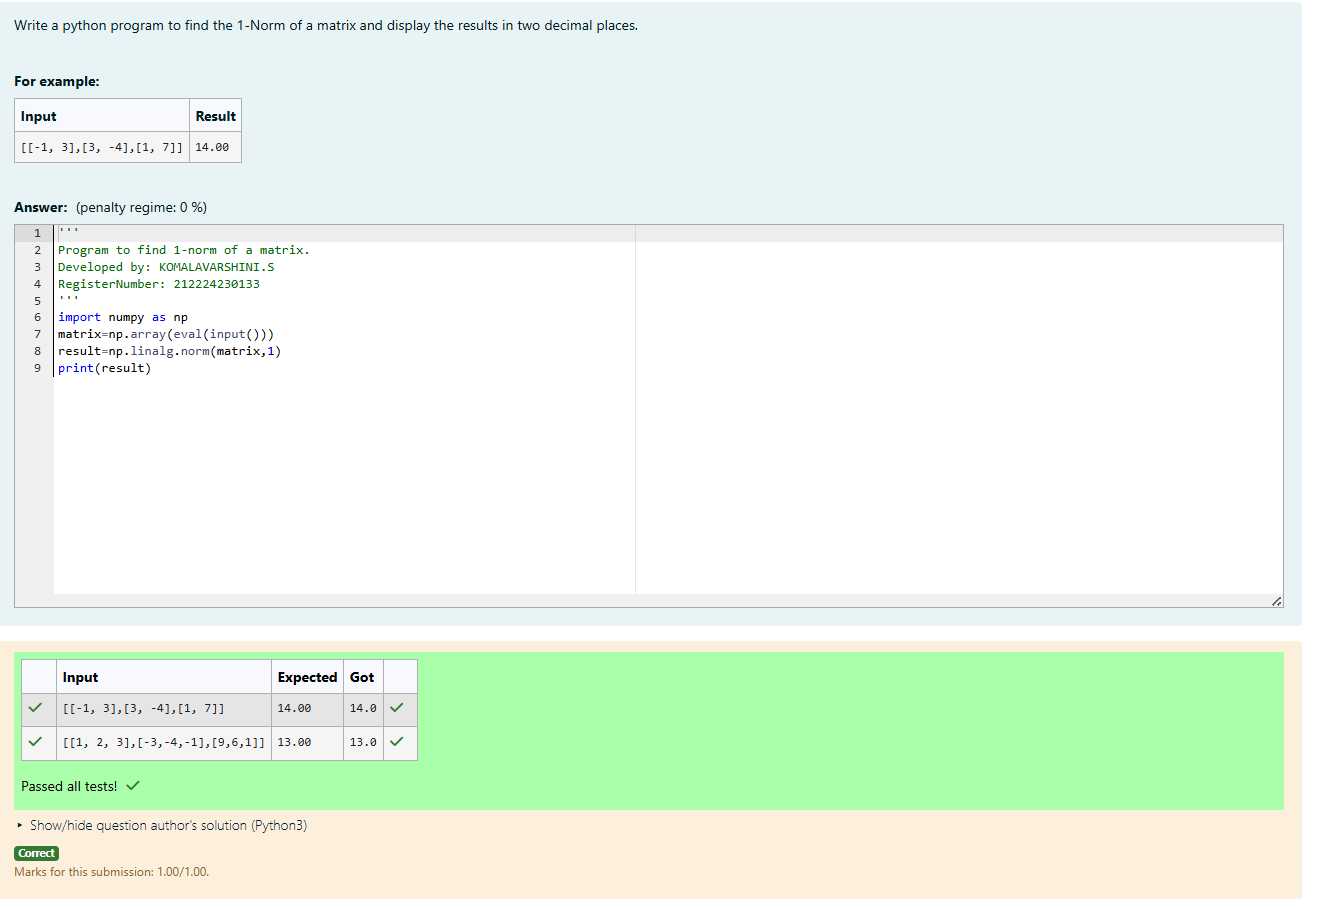 Write a python program to find the 1-Norm of a matrix and display the results in two decimal places.
For example:
Input Result
[[-1, 3],[3, -4],[1, 7]] 14.00
Answer: (penalty regime: 0 %)
1 '''
2 Program to find 1-norm of a matrix.
3 Developed by: KOMALAVARSHINI.S
4 RegisterNumber: 212224230133
5 '''
6 import numpy as np
7 matrix=np.array(eval(input()))
8 result=np.linalg.norm(matrix,1)
9 print(result)
Input Expected Got
[[-1, 3],[3, -4],[1, 7]] 14.00 14.0
[[1, 2, 3],[-3,-4,-1],[9,6,1]] 13.00 13.0
Passed all tests!
Show/hide question author's solution (Python3)
Correct
Marks for this submission: 1.00/1.00.